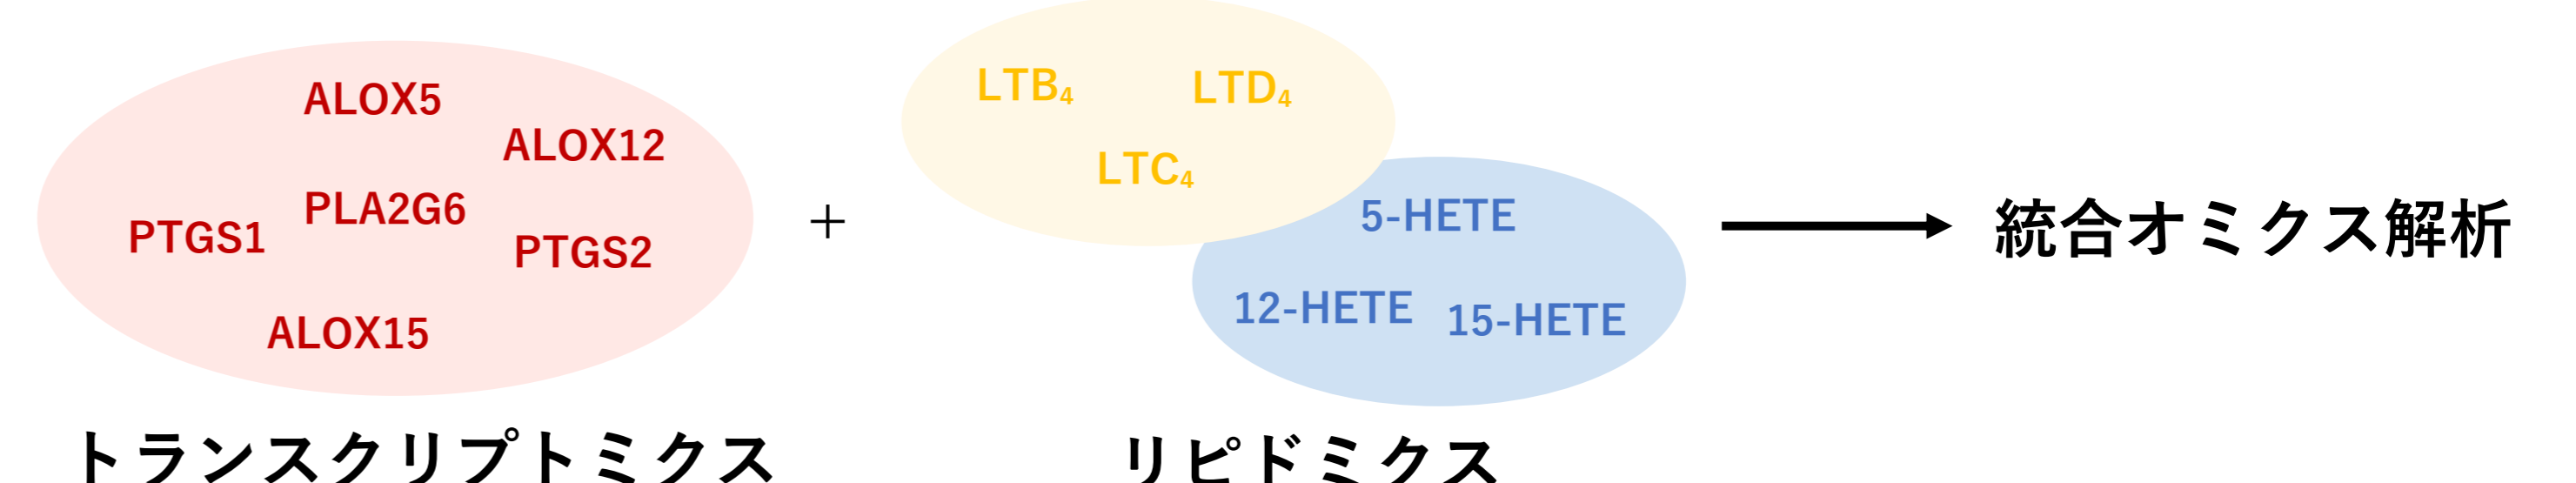 ALOX5
ALOX12
PLA2G6
PTGS1
PTGS2
ALOX15
トランスクリプトミクス
+
LTB₄
LTD₄
LTC₄
5-HETE
12-HETE
15-HETE
リピドミクス
統合オミクス解析